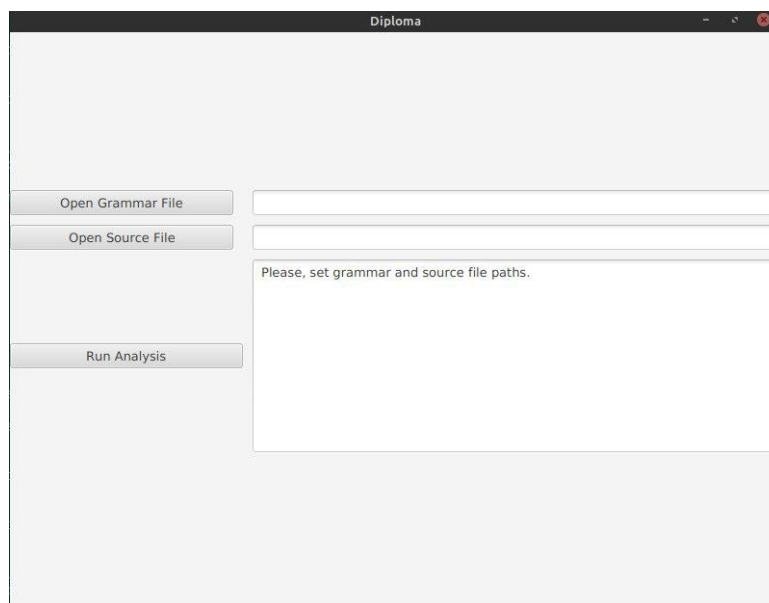 Diploma
Open Grammar File
Open Source File
Please, set grammar and source file paths.
Run Analysis